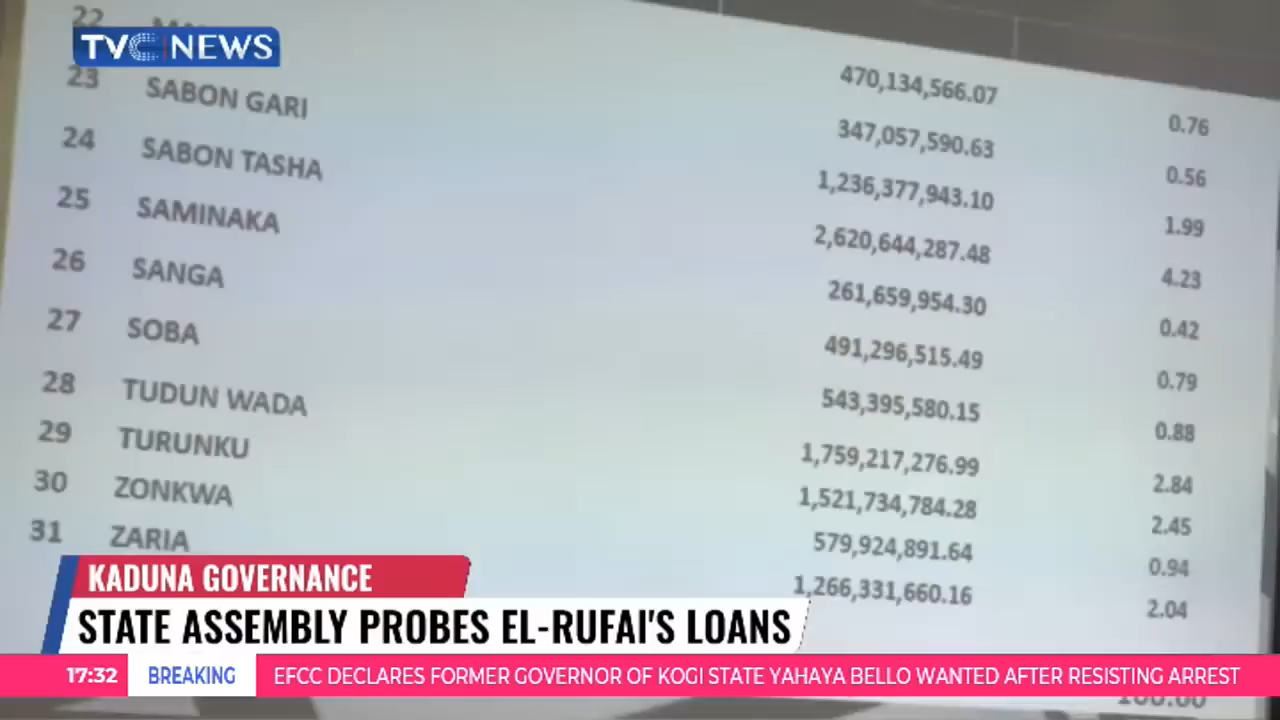 TVC NEWS
470,134,566.07 0.76
22 347,057,590.63 0.56
23 SABON GARI 1,236,377,943.10 1.99
24 SABON TASHA 2,620,644,287.48 4.23
25 SAMINAKA 261,659,954.30 0.42
26 SANGA 491,296,515.49 0.79
27 SOBA 543,395,580.15 0.88
28 TUDUN WADA 1,759,217,276.99 2.84
29 TURUNKU 1,521,734,784.28 2.45
30 ZONKWA 579,924,891.64 0.94
31 ZARIA 1,266,331,660.16 2.04
KADUNA GOVERNANCE
STATE ASSEMBLY PROBES EL-RUFAI'S LOANS
17:32 BREAKING EFCC DECLARES FORMER GOVERNOR OF KOGI STATE YAHAYA BELLO WANTED AFTER RESISTING ARREST
100.00